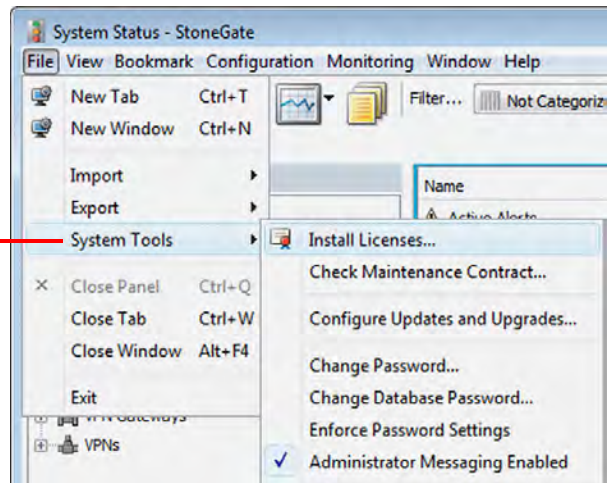 System Status - StoneGate
File View Bookmark Configuration Monitoring Window Help
New Tab Ctrl+T
New Window Ctrl+N
Filter... Not Categoriz
Import
Export
System Tools
Close Panel Ctrl+Q
Close Tab Ctrl+W
Close Window Alt+F4
Exit
Name
Active Alerts
Install Licenses...
Check Maintenance Contract...
Configure Updates and Upgrades...
Change Password...
Change Database Password...
Enforce Password Settings
Administrator Messaging Enabled
VPN Gateways
VPNs